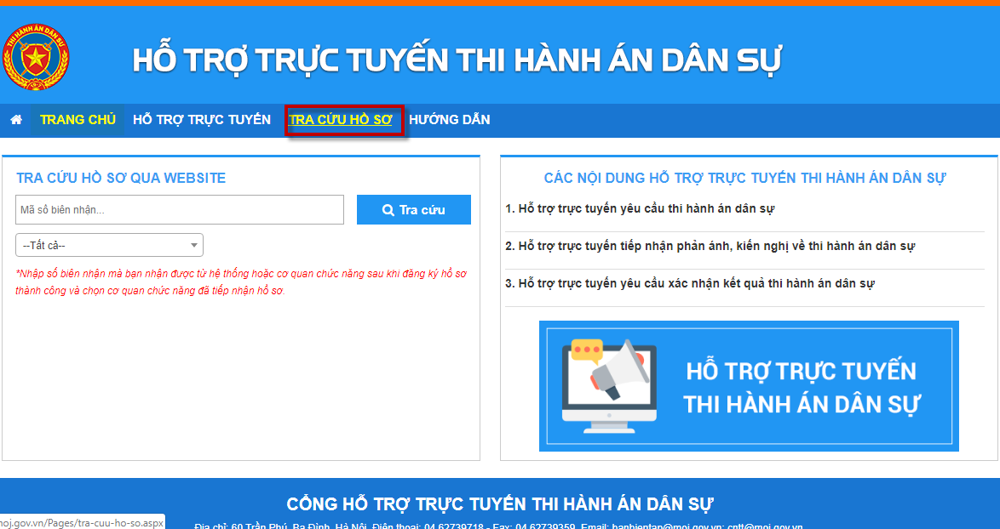 THI HÀNH ÁN DÂN SỰ
HỖ TRỢ TRỰC TUYẾN THI HÀNH ÁN DÂN SỰ
TRANG CHỦ HỖ TRỢ TRỰC TUYẾN TRA CỨU HỒ SƠ HƯỚNG DẪN
TRA CỨU HỒ SƠ QUA WEBSITE
Mã số biên nhận...
Tra cứu
--Tất cả--
*Nhập số biên nhận mà bạn nhận được từ hệ thống hoặc cơ quan chức năng sau khi đăng ký hồ sơ
thành công và chọn cơ quan chức năng đã tiếp nhận hồ sơ.
CÁC NỘI DUNG HỖ TRỢ TRỰC TUYẾN THI HÀNH ÁN DÂN SỰ
1. Hỗ trợ trực tuyến yêu cầu thi hành án dân sự
2. Hỗ trợ trực tuyến tiếp nhận phản ánh, kiến nghị về thi hành án dân sự
3. Hỗ trợ trực tuyến yêu cầu xác nhận kết quả thi hành án dân sự
HỖ TRỢ TRỰC TUYẾN
THI HÀNH ÁN DÂN SỰ
CỔNG HỖ TRỢ TRỰC TUYẾN THI HÀNH ÁN DÂN SỰ
Địa chỉ: 60 Trần Phú, Ba Đình, Hà Nội. Điện thoại: 04.62739718 - Fax: 04.62739359. Email: banbientap@moj.gov.vn; cntt@moj.gov.vn.
moj.gov.vn/Pages/tra-cuu-ho-so.aspx